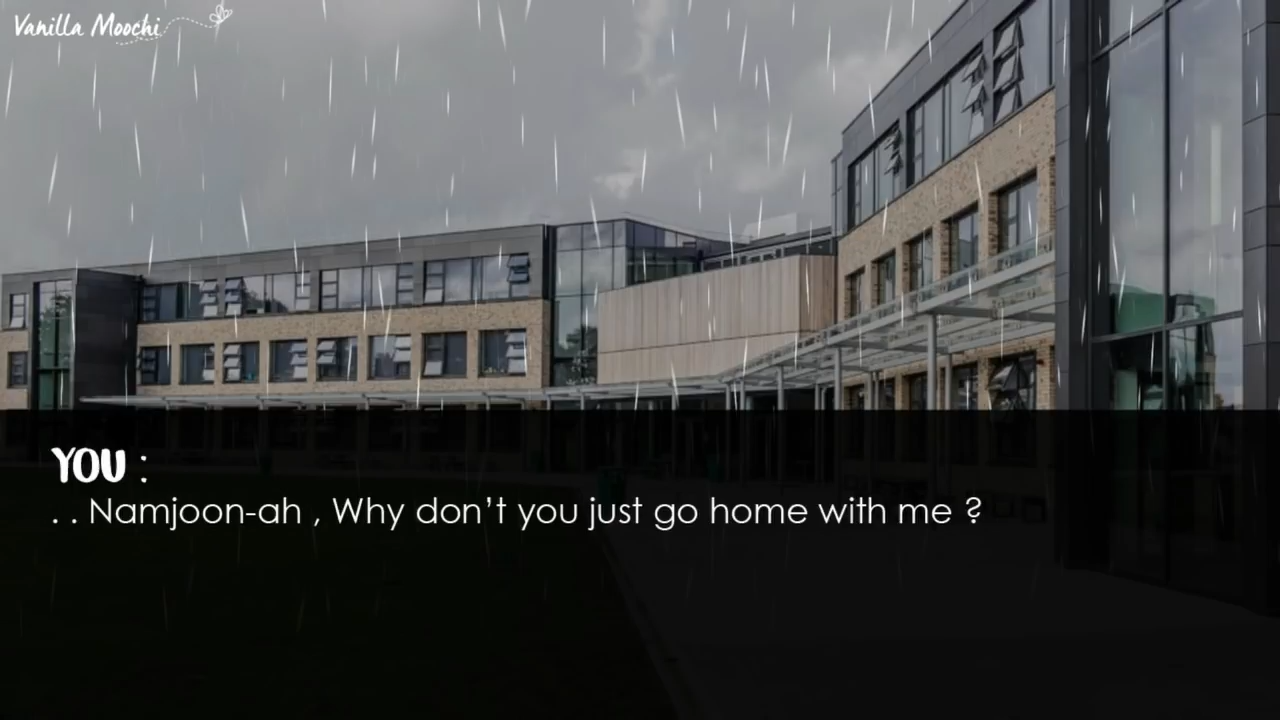 Vanilla Moochi
YOU :
. . Namjoon-ah , Why don’t you just go home with me ?